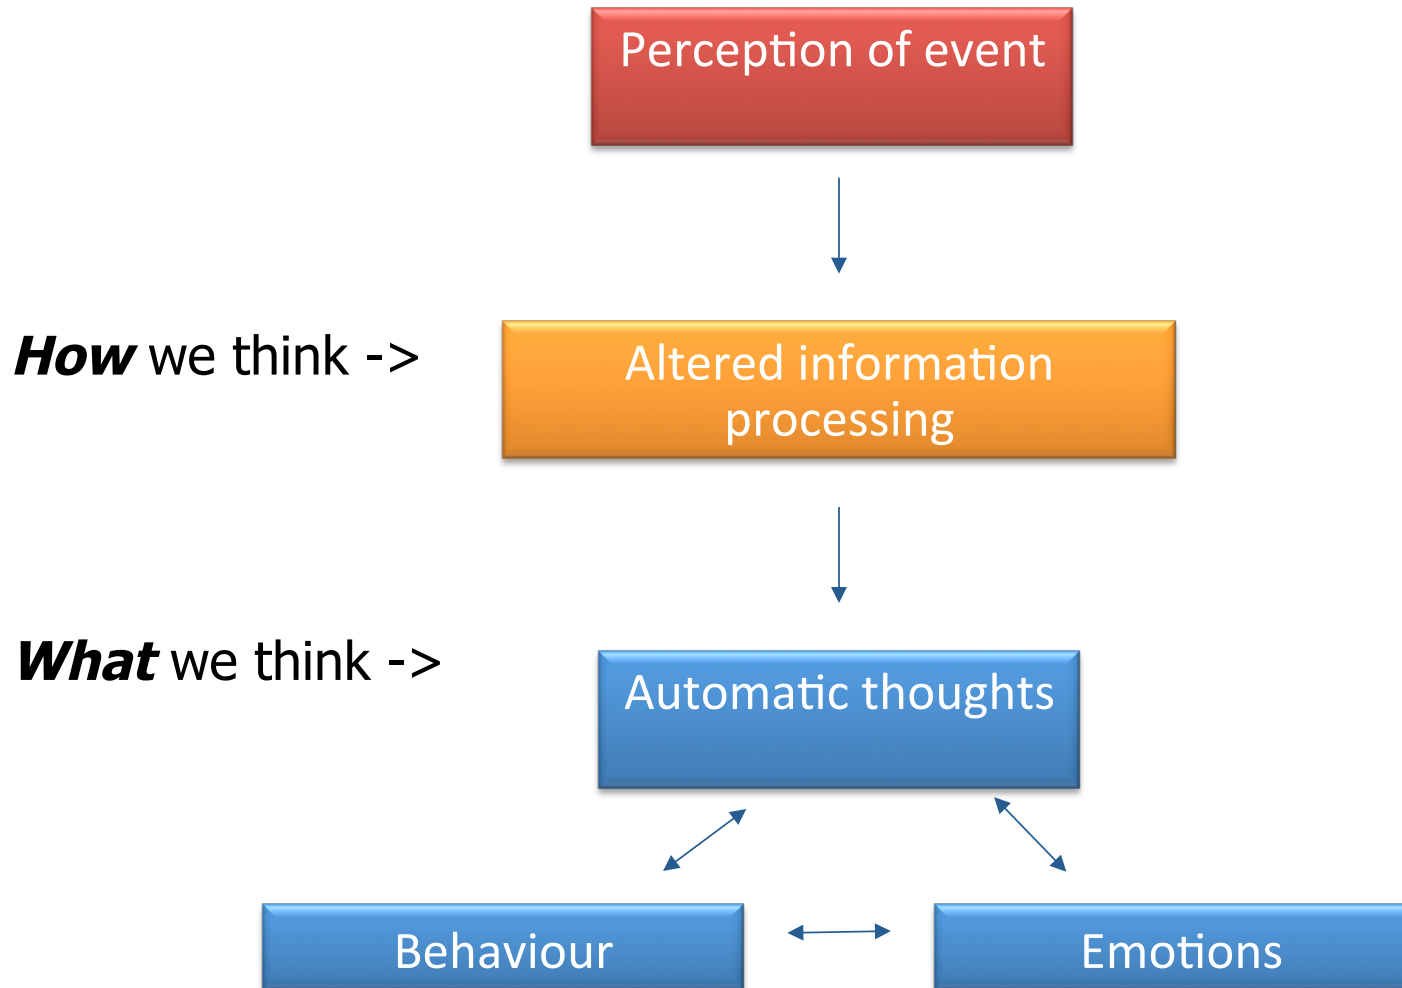 Perception of event
How we think ->
Altered information
processing
What we think ->
Automatic thoughts
Behaviour
Emotions